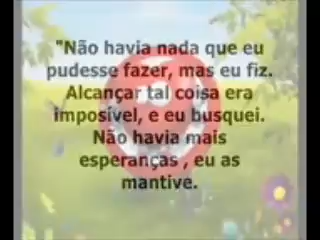 "Não havia nada que eu
pudesse fazer, mas eu fiz.
Alcançar tal coisa era
imposível, e eu busquei.
Não havia mais
esperanças , eu as
mantive.